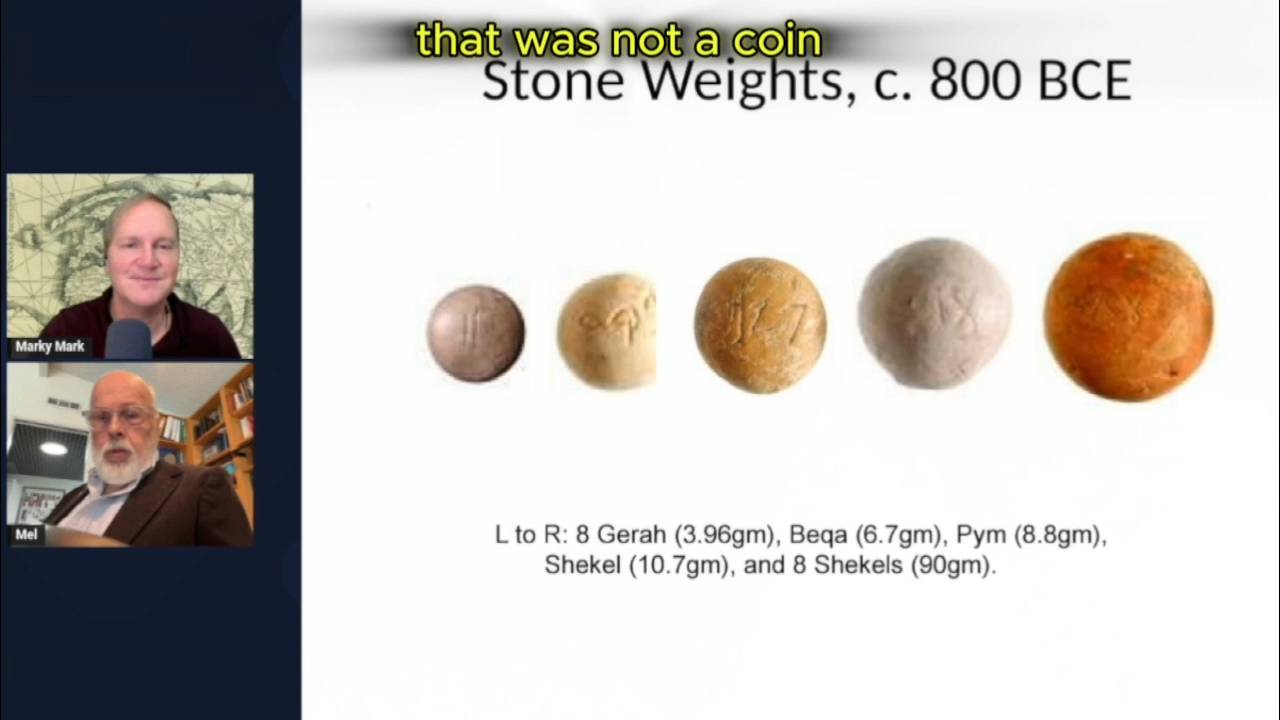 that was not a coin
Stone Weights, c. 800 BCE
Marky Mark
Mel
L to R: 8 Gerah (3.96gm), Beqa (6.7gm), Pym (8.8gm),
Shekel (10.7gm), and 8 Shekels (90gm).